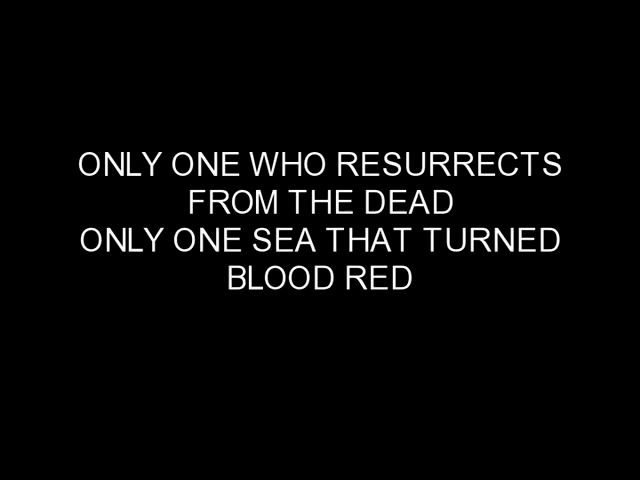 ONLY ONE WHO RESURRECTS
FROM THE DEAD
ONLY ONE SEA THAT TURNED
BLOOD RED